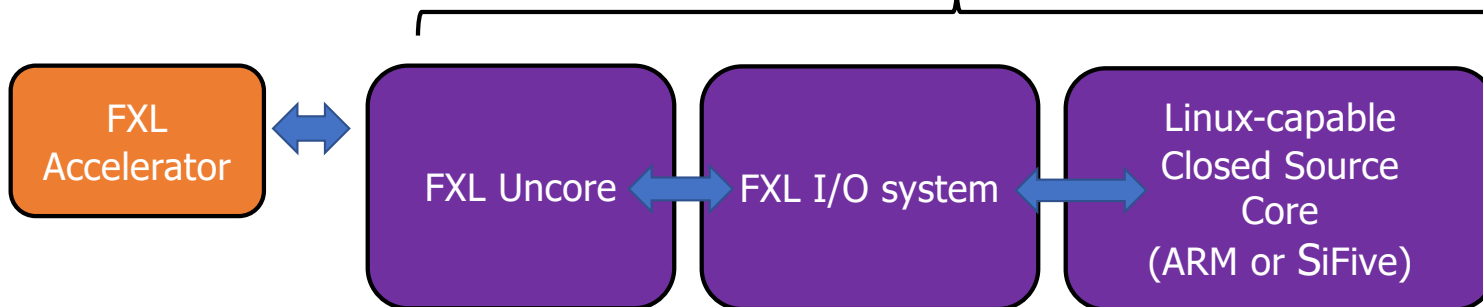 FXL
Accelerator
FXL Uncore
FXL I/O system
Linux-capable
Closed Source
Core
(ARM or SiFive)